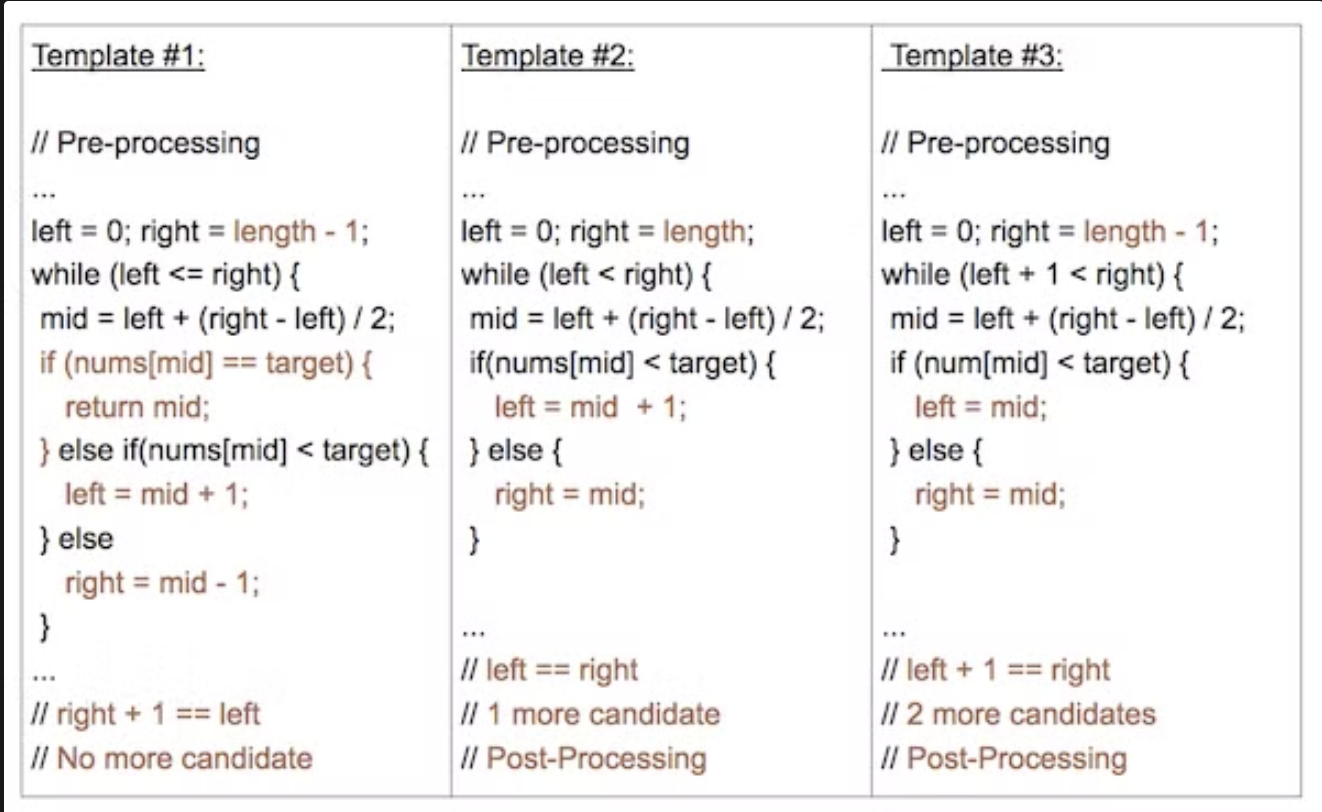 Template #1:
// Pre-processing
...
left = 0; right = length - 1;
while (left <= right) {
mid = left + (right - left) / 2;
if (nums[mid] == target) {
return mid;
} else if(nums[mid] < target) {
left = mid + 1;
} else
right = mid - 1;
}
...
// right + 1 == left
// No more candidate
Template #2:
// Pre-processing
...
left = 0; right = length;
while (left < right) {
mid = left + (right - left) / 2;
if(nums[mid] < target) {
left = mid + 1;
} else {
right = mid;
}
...
// left == right
// 1 more candidate
// Post-Processing
Template #3:
// Pre-processing
...
left = 0; right = length - 1;
while (left + 1 < right) {
mid = left + (right - left) / 2;
if (num[mid] < target) {
left = mid;
} else {
right = mid;
}
...
// left + 1 == right
// 2 more candidates
// Post-Processing